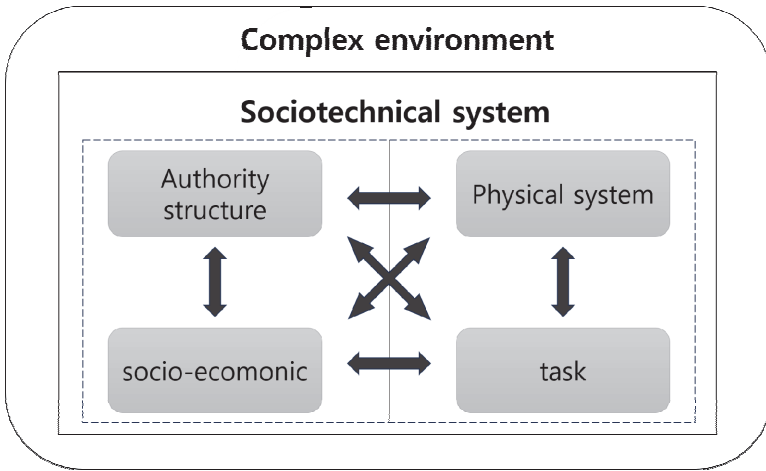 Complex environment
Sociotechnical system
Authority
structure
Physical system
socio-ecomonic
task